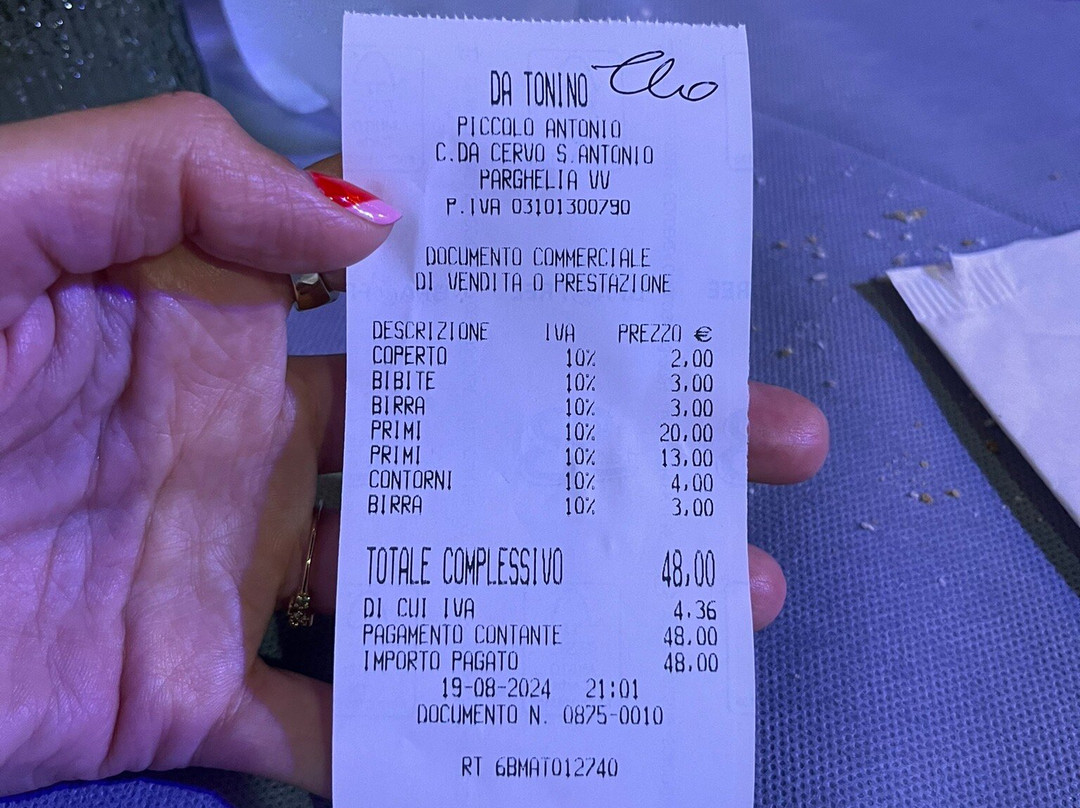 DA TONINO
PICCOLO ANTONIO
C.DA CERVO S.ANTONIO
PARGHELIA VV
P.IVA 03101300790
DOCUMENTO COMMERCIALE
DI VENDITA O PRESTAZIONE
DESCRIZIONE IVA PREZZO €
COPERTO 10% 2,00
BIBITE 10% 3,00
BIRRA 10% 3,00
PRIMI 10% 20,00
PRIMI 10% 13,00
CONTORNI 10% 4,00
BIRRA 10% 3,00
TOTALE COMPLESSIVO 48,00
DI CUI IVA 4,36
PAGAMENTO CONTANTE 48,00
IMPORTO PAGATO 48,00
19-08-2024 21:01
DOCUMENTO N. 0875-0010
RT 6BMAT012740